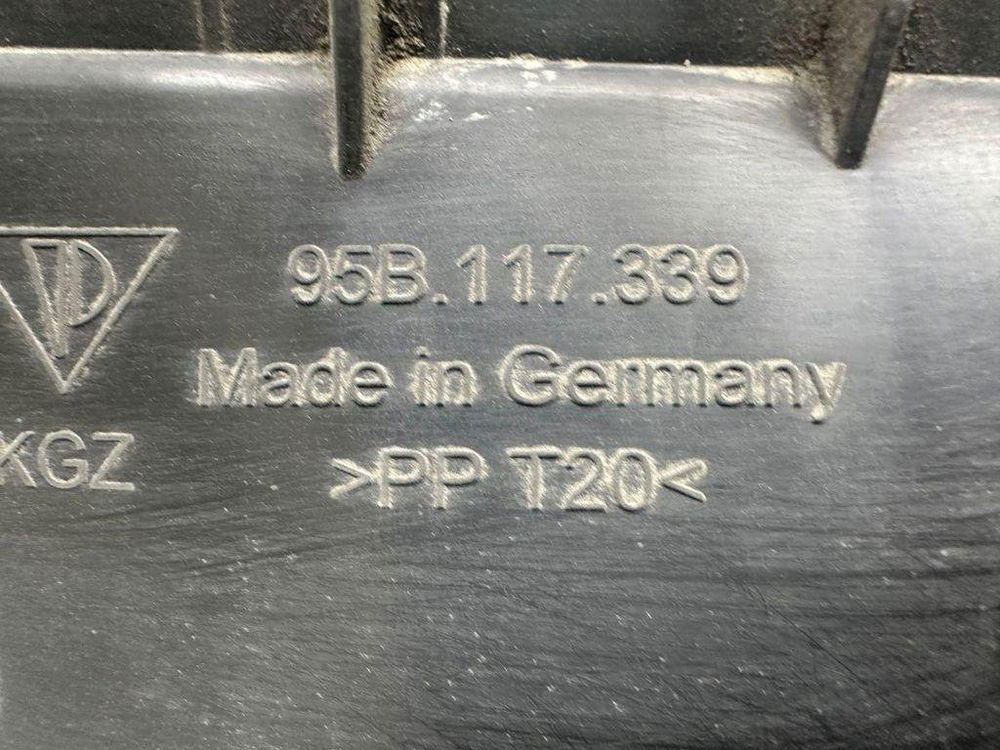 95B.117.339
Made in Germany
KGZ
>PP T20<